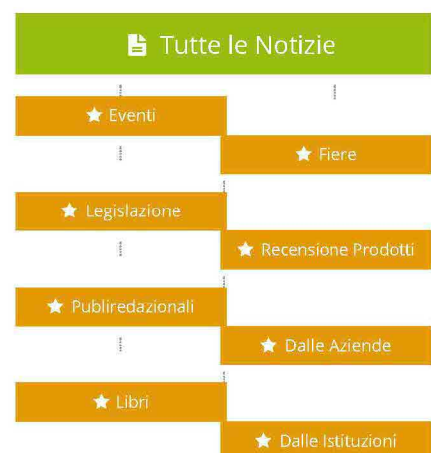 Tutte le Notizie
Eventi
Fiere
Legislazione
Recensione Prodotti
Publiredazionali
Dalle Aziende
Libri
Dalle Istituzioni